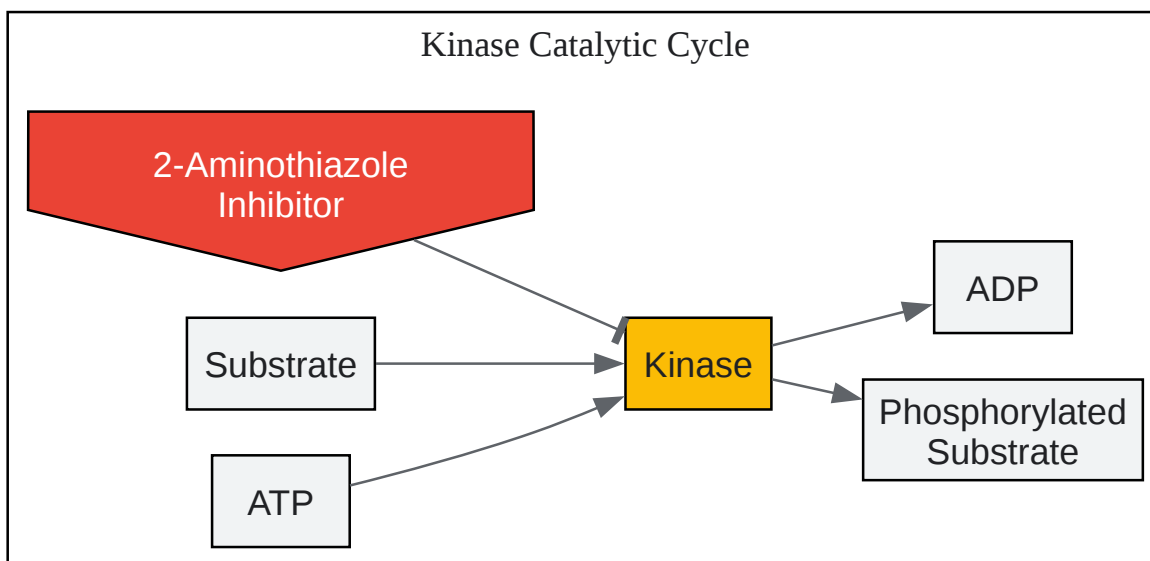 Kinase Catalytic Cycle
2-Aminothiazole
Inhibitor
Substrate
ATP
Kinase
ADP
Phosphorylated
Substrate